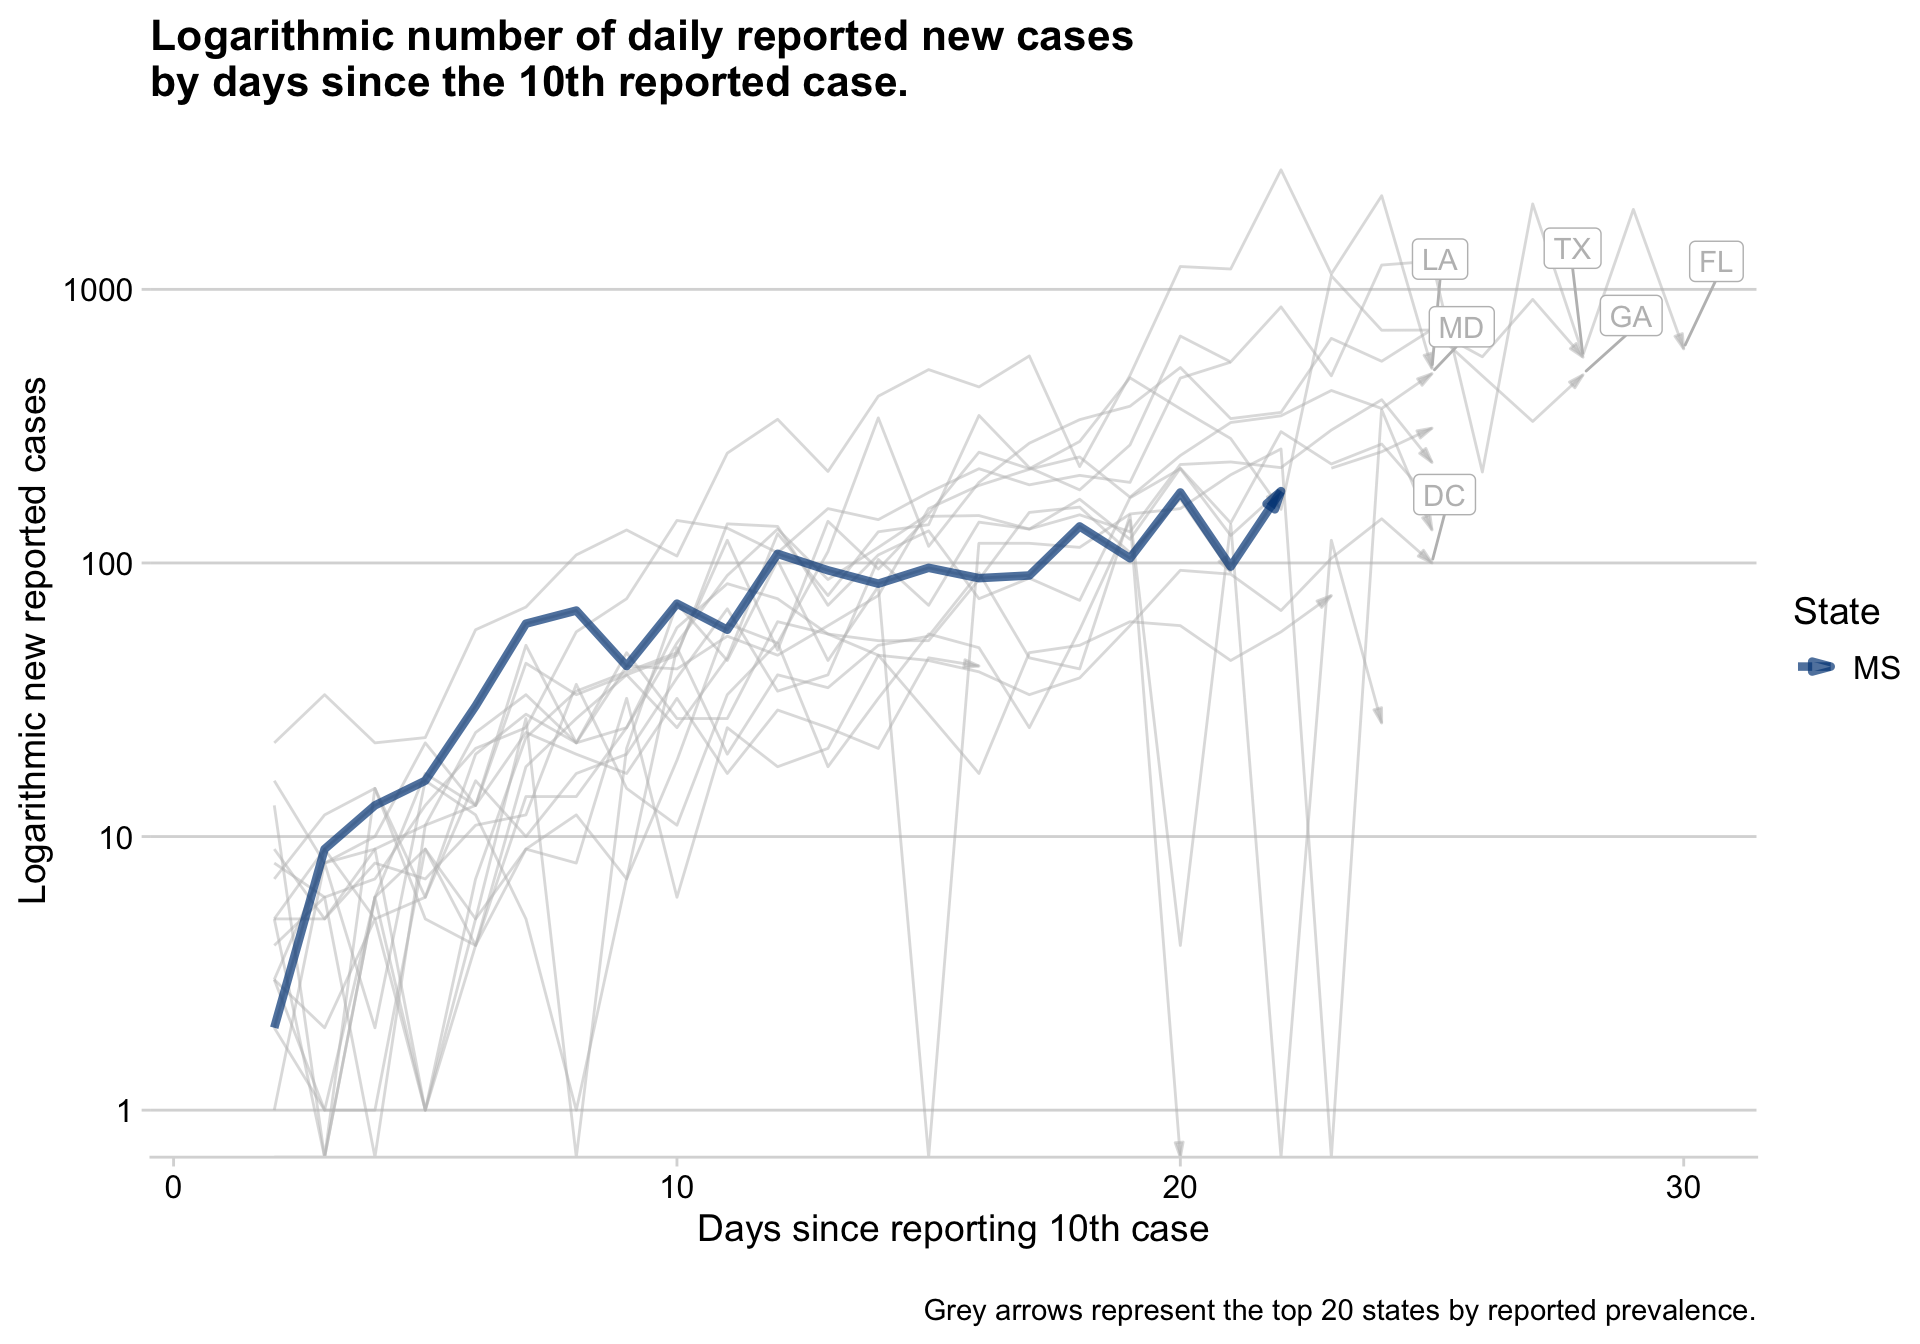 Logarithmic number of daily reported new cases
by days since the 10th reported case.
Logarithmic new reported cases
1000
100
10
1
LA
TX
FL
MD
GA
DC
State
MS
0
10
20
30
Days since reporting 10th case
Grey arrows represent the top 20 states by reported prevalence.